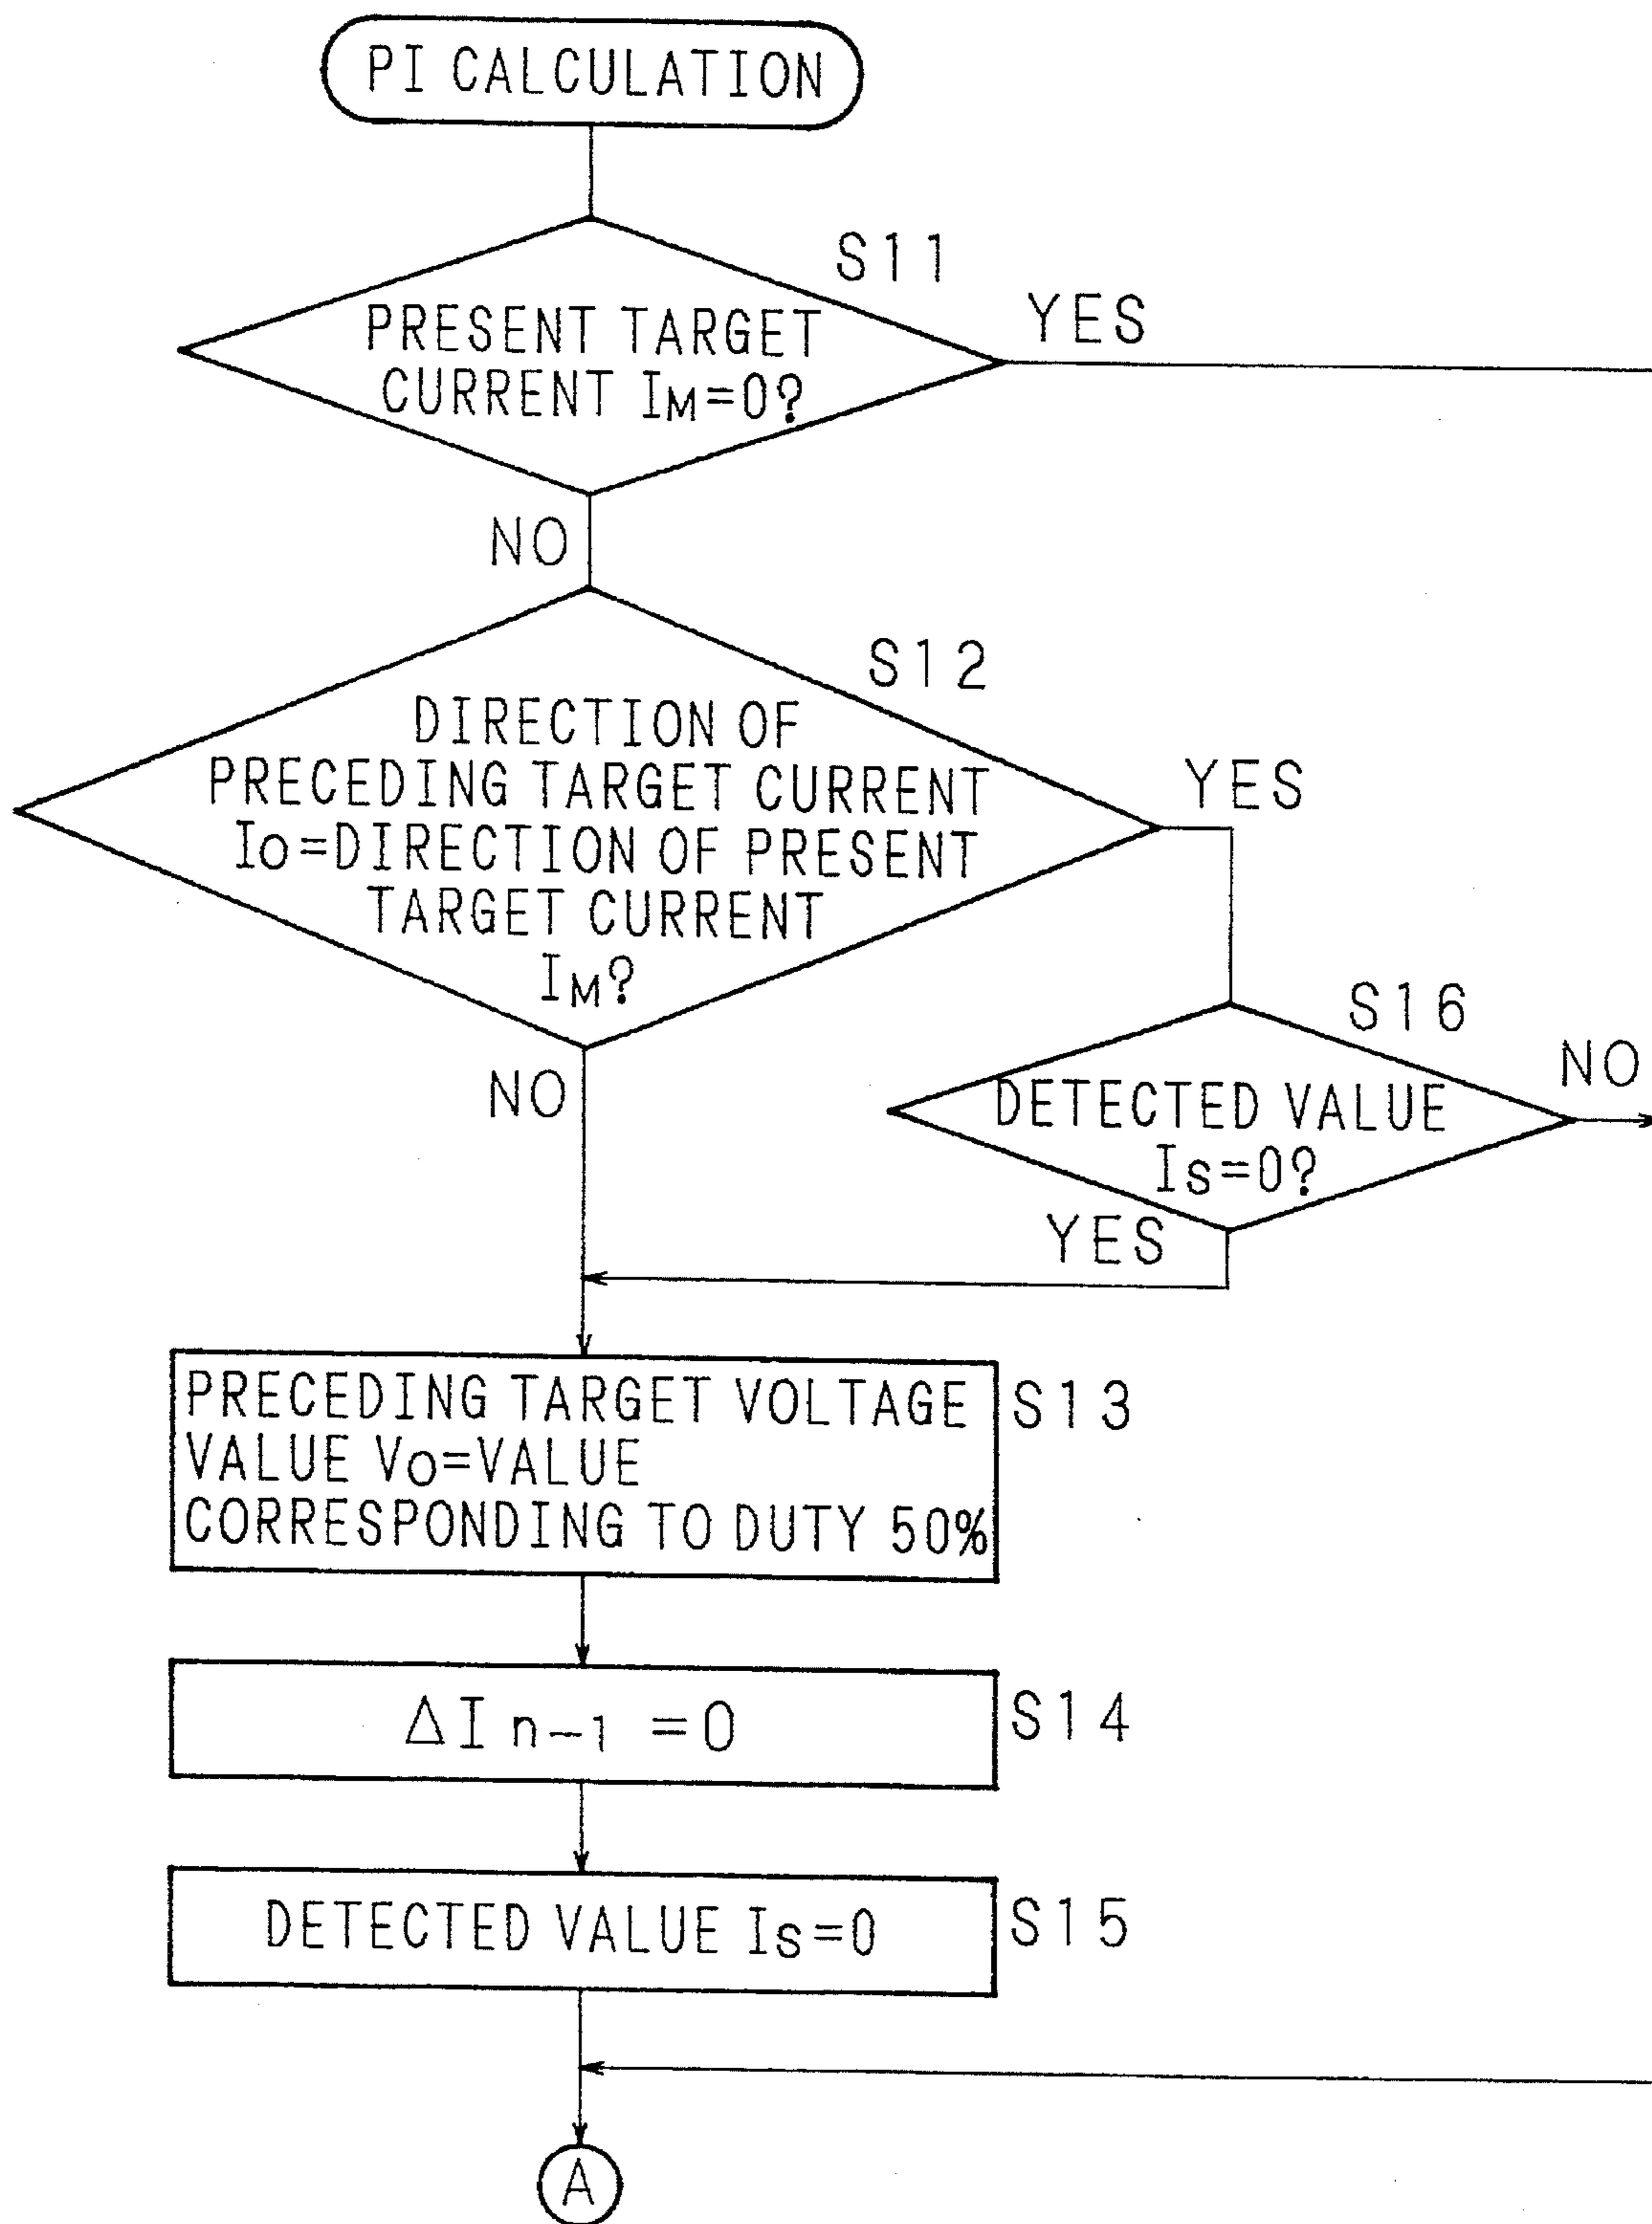 PI CALCULATION
S11
PRESENT TARGET
CURRENT IM=0?
YES
NO
S12
DIRECTION OF
PRECEDING TARGET CURRENT
Io=DIRECTION OF PRESENT
TARGET CURRENT
IM?
YES
NO
S16
DETECTED VALUE
Is=0?
NO
YES
PRECEDING TARGET VOLTAGE
VALUE Vo=VALUE
CORRESPONDING TO DUTY 50%
S13
ΔI n-1 =0
S14
DETECTED VALUE Is=0
S15
A